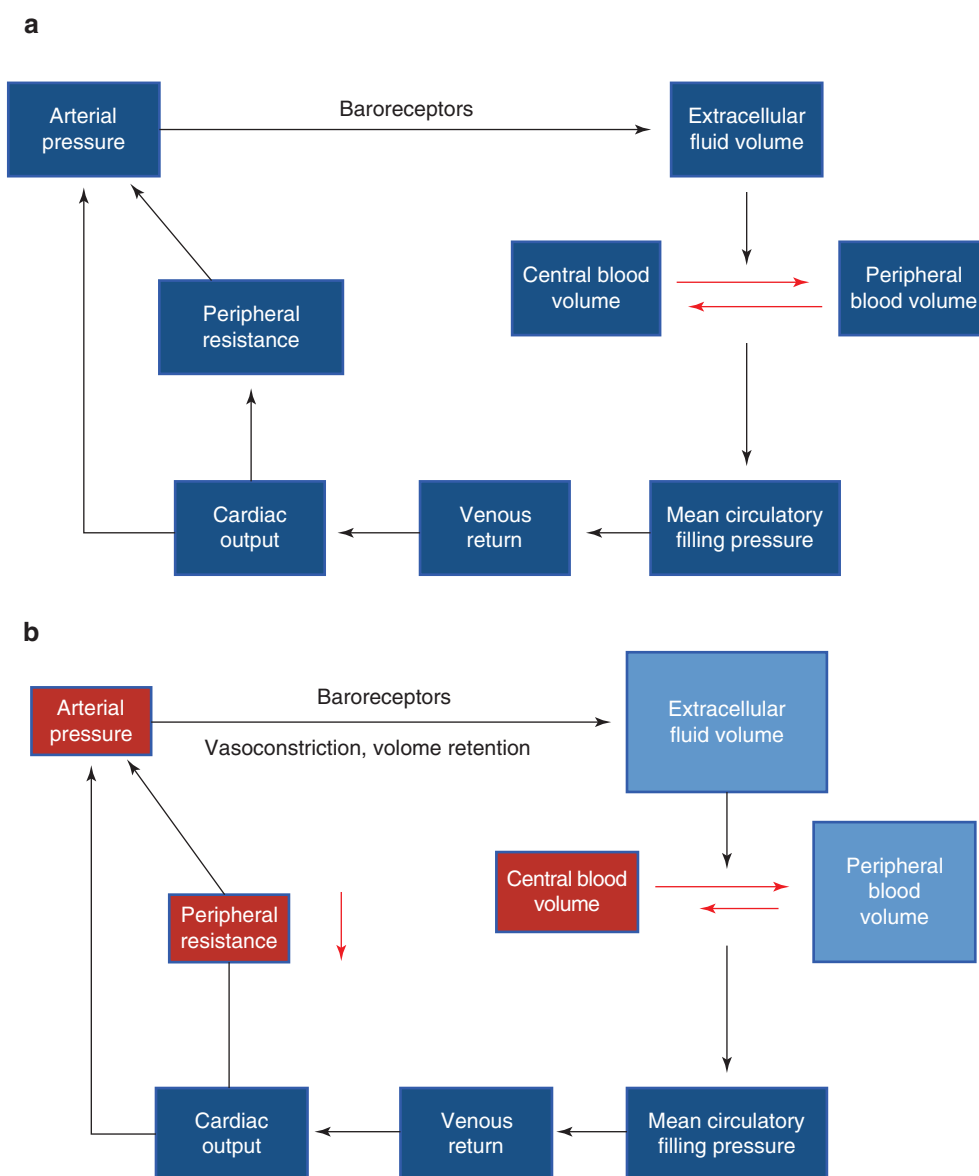 a
Arterial
pressure
Baroreceptors
Extracellular
fluid volume
Central blood
volume
Peripheral
blood volume
Peripheral
resistance
Cardiac
output
Venous
return
Mean circulatory
filling pressure
b
Arterial
pressure
Baroreceptors
Vasoconstriction, volome retention
Extracellular
fluid volume
Central blood
volume
Peripheral
blood
volume
Peripheral
resistance
Cardiac
output
Venous
return
Mean circulatory
filling pressure